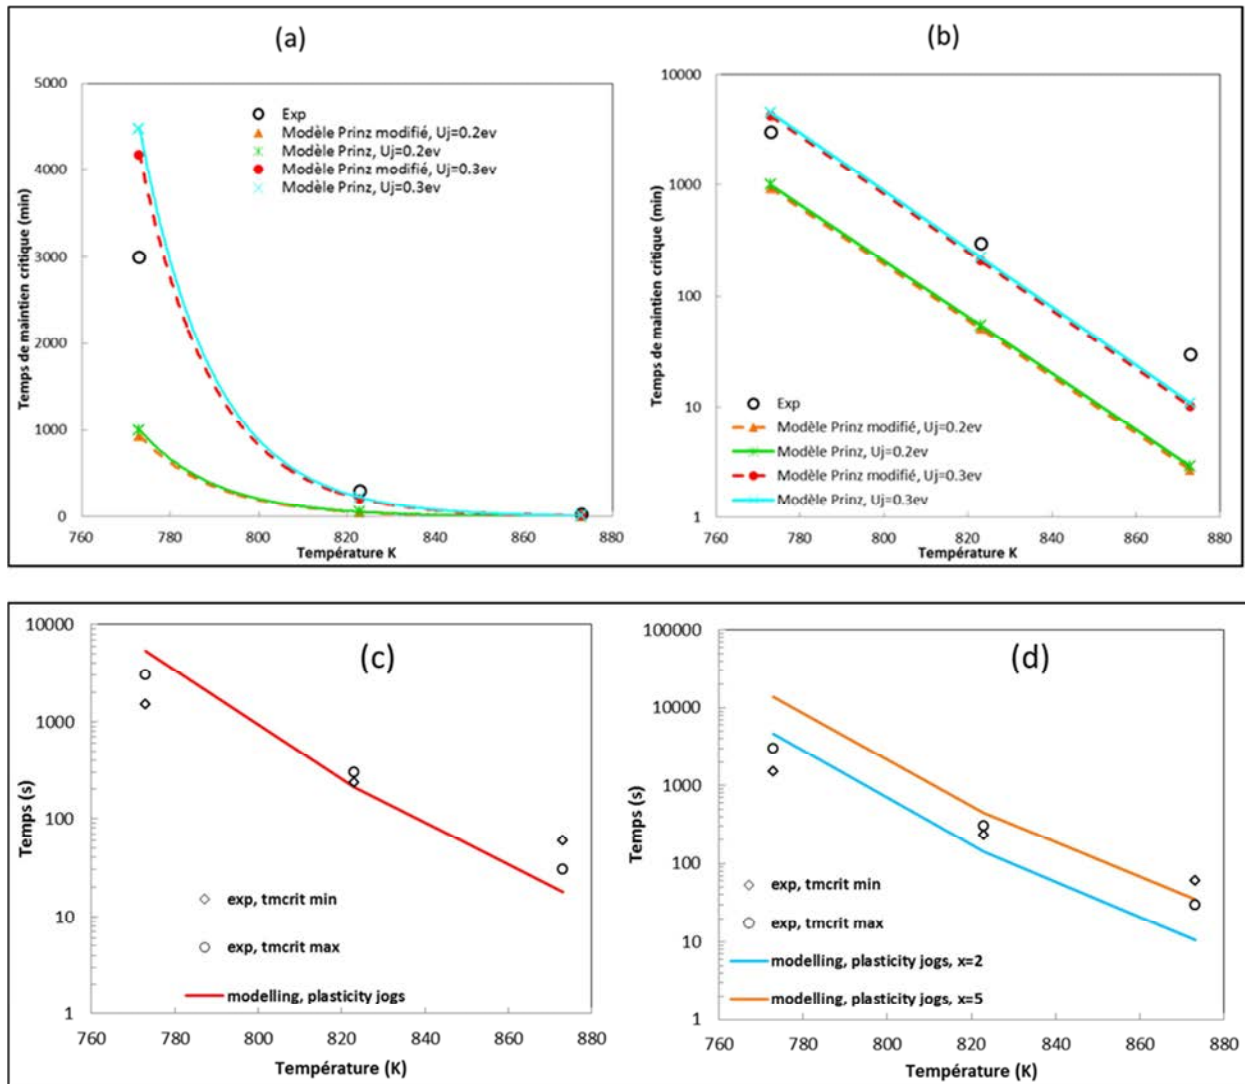 (a)
Temps de maintien critique (min)
5000
4000
3000
2000
1000
0
Exp
Modèle Prinz modifié, Uj=0.2ev
Modèle Prinz, Uj=0.2ev
Modèle Prinz modifié, Uj=0.3ev
Modèle Prinz, Uj=0.3ev
760 780 800 820 840 860 880
Température K
(b)
Temps de maintien critique (min)
10000
1000
100
10
1
Exp
Modèle Prinz modifié, Uj=0.2ev
Modèle Prinz, Uj=0.2ev
Modèle Prinz modifié, Uj=0.3ev
Modèle Prinz, Uj=0.3ev
760 780 800 820 840 860 880
Température K
(c)
Temps (s)
10000
1000
100
10
1
exp, tmcrit min
exp, tmcrit max
modelling, plasticity jogs
760 780 800 820 840 860 880
Température (K)
(d)
Temps (s)
100000
10000
1000
100
10
1
exp, tmcrit min
exp, tmcrit max
modelling, plasticity jogs, x=2
modelling, plasticity jogs, x=5
760 780 800 820 840 860 880
Température (K)